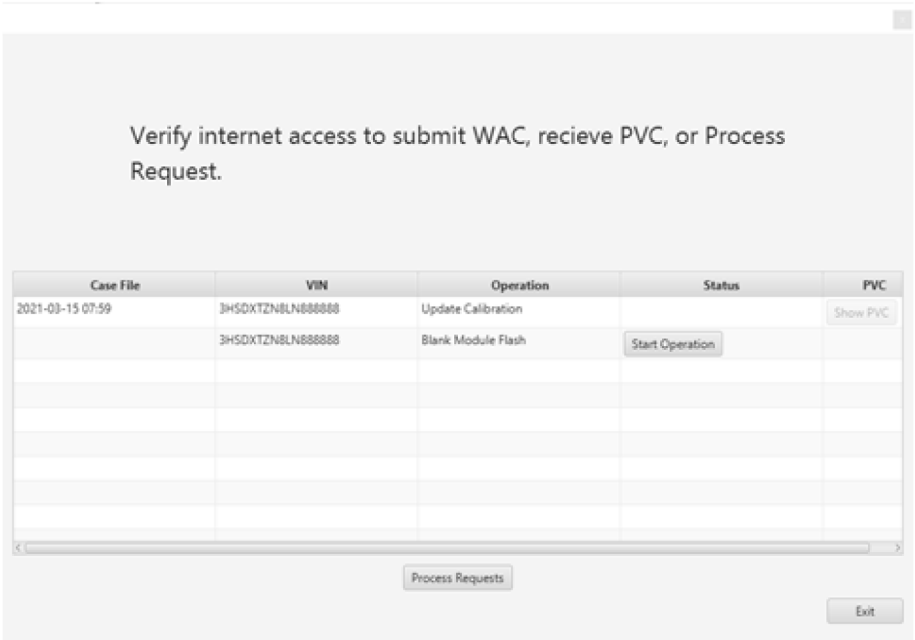 Verify internet access to submit WAC, recieve PVC, or Process
Request.
Case File VIN Operation Status PVC
2021-03-15 07:59 3HSDXTZN8LN888888 Update Calibration Show PVC
3HSDXTZN8LN888888 Blank Module Flash Start Operation
Process Requests
Exit